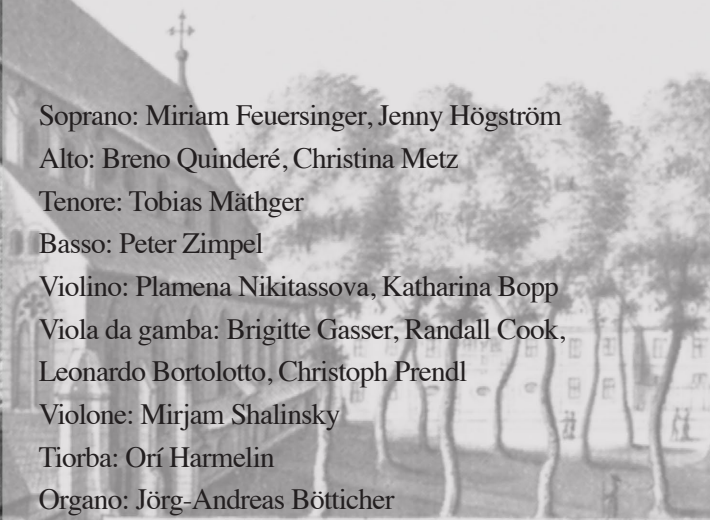 Soprano: Miriam Feuersinger, Jenny Högström
Alto: Breno Quinderé, Christina Metz
Tenore: Tobias Mäthger
Basso: Peter Zimpel
Violino: Plamena Nikitassova, Katharina Bopp
Viola da gamba: Brigitte Gasser, Randall Cook,
Leonardo Bortolotto, Christoph Prendl
Violone: Mirjam Shalinsky
Tiorba: Orí Harmelin
Organo: Jörg-Andreas Bötticher